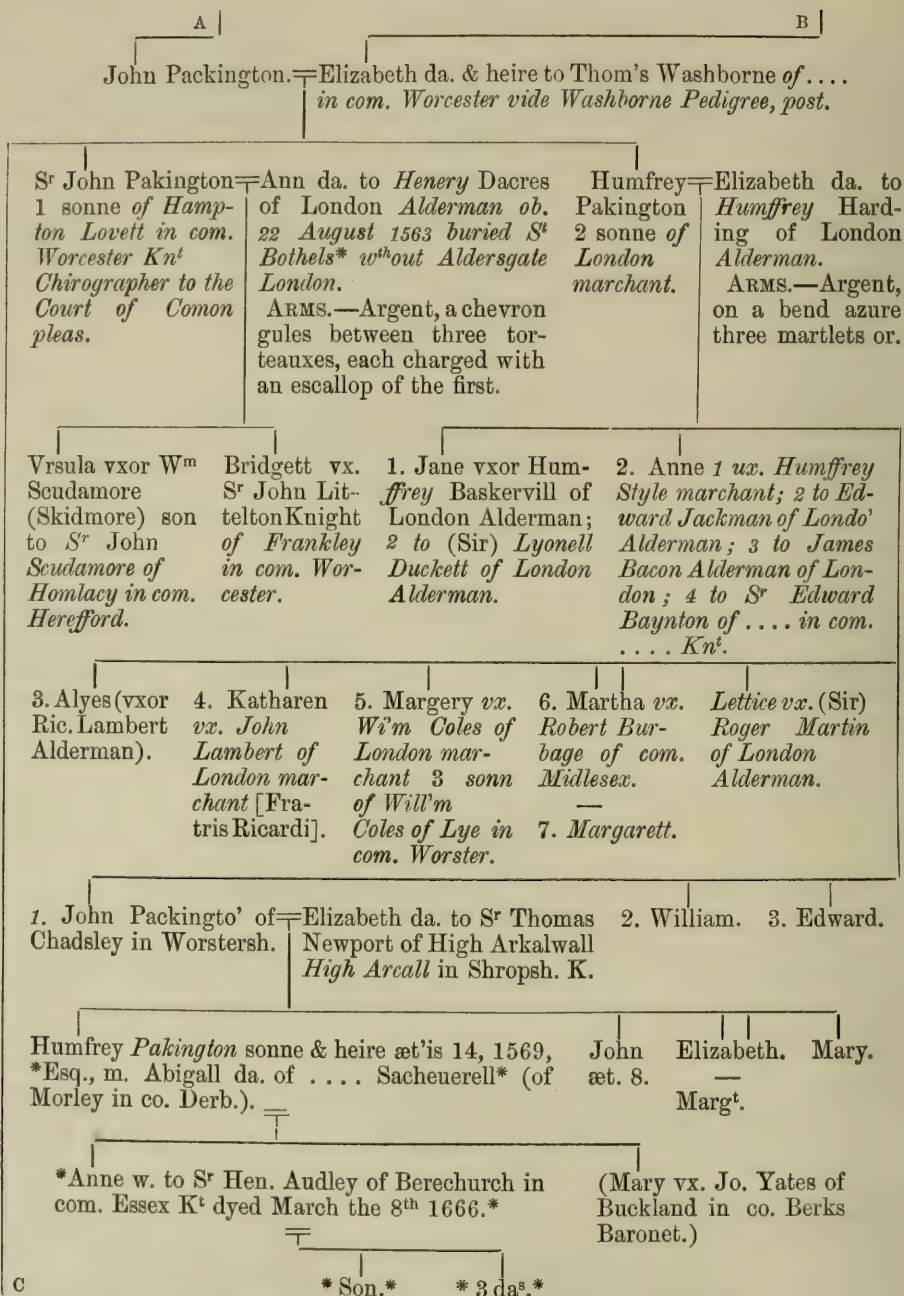 A B
John Packington.=Elizabeth da. & heire to Thom's Washborne of ....
in com. Worcester vide Washborne Pedigree, post.
Sr John Pakington=
1 sonne of Hamp-
ton Lovett in com.
Worcester Knt
Chirographer to the
Court of Comon
pleas.
Ann da. to Henery Dacres
of London Alderman ob.
22 August 1563 buried St
Bothels* wthout Aldersgate
London.
ARMS.—Argent, a chevron
gules between three tor-
teauxes, each charged with
an escallop of the first.
Humfrey=
Pakington
2 sonne of
London
marchant.
Elizabeth da. to
Humffrey Hard-
ing of London
Alderman.
ARMS.—Argent,
on a bend azure
three martlets or.
Vrsula vxor Wm
Scudamore
(Skidmore) son
to Sr John
Scudamore of
Homlacy in com.
Herefford.
Bridgett vx.
Sr John Lit-
telton Knight
of Frankley
in com. Wor-
cester.
1. Jane vxor Hum-
ffrey Baskervill of
London Alderman;
2 to (Sir) Lyonell
Duckett of London
Alderman.
2. Anne 1 ux. Humffrey
Style marchant; 2 to Ed-
ward Jackman of Londo'
Alderman; 3 to James
Bacon Alderman of Lon-
don; 4 to Sr Edward
Baynton of .... in com.
.... Knt.
3. Alyes (vxor
Ric. Lambert
Alderman).
4. Katharen
vx. John
Lambert of
London mar-
chant [Fra-
tris Ricardi].
5. Margery vx.
Wi'm Coles of
London mar-
chant 3 sonn
of Will'm
Coles of Lye in
com. Worster.
6. Martha vx.
Robert Bur-
bage of com.
Midlesex.
—
7. Margarett.
Lettice vx. (Sir)
Roger Martin
of London
Alderman.
1. John Packingto' of=
Chadsley in Worstersh.
Elizabeth da. to Sr Thomas
Newport of High Arkalwall
High Arcall in Shropsh. K.
2. William. 3. Edward.
Humfrey Pakington sonne & heire æt'is 14, 1569,
*Esq., m. Abigall da. of .... Sacheuerell* (of
Morley in co. Derb.).
John
æt. 8.
Elizabeth.
—
Margt.
Mary.
*Anne w. to Sr Hen. Audley of Berechurch in
com. Essex Kt dyed March the 8th 1666.*
(Mary vx. Jo. Yates of
Buckland in co. Berks
Baronet.)
C *Son.* *3 das.*